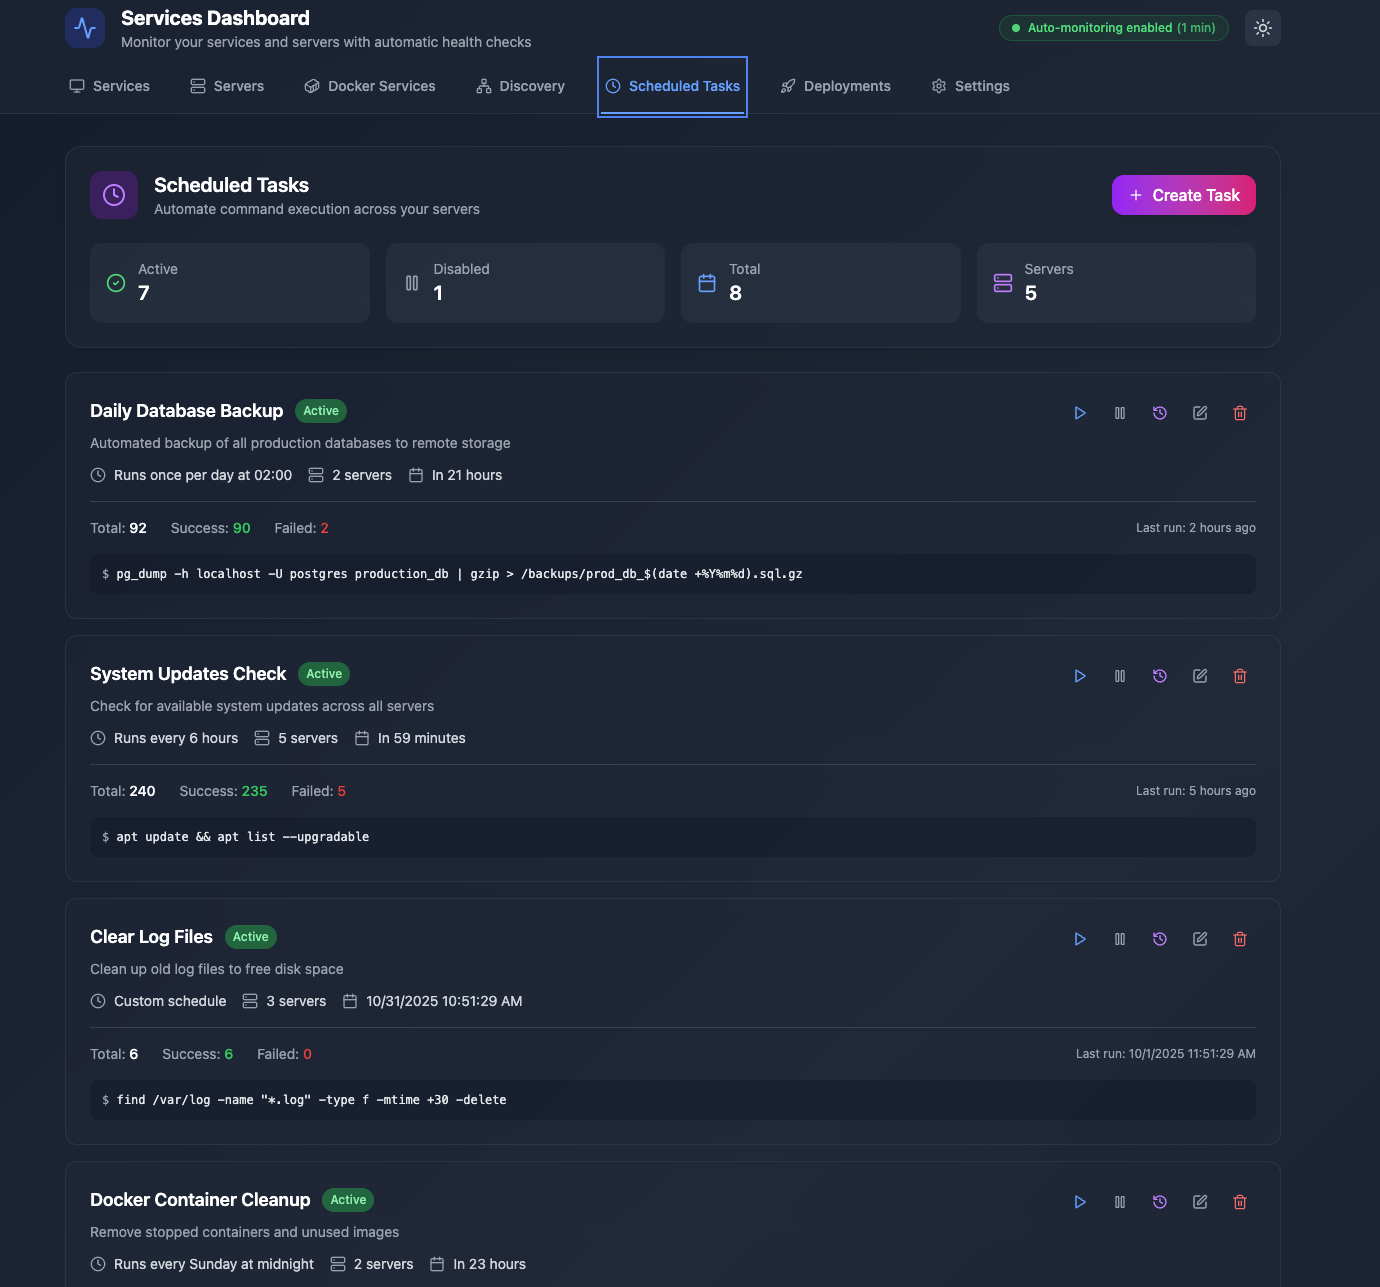 Services Dashboard
Monitor your services and servers with automatic health checks
Auto-monitoring enabled (1 min)
Services
Servers
Docker Services
Discovery
Scheduled Tasks
Deployments
Settings
Scheduled Tasks
Automate command execution across your servers
+ Create Task
Active
7
Disabled
1
Total
8
Servers
5
Daily Database Backup Active
Automated backup of all production databases to remote storage
Runs once per day at 02:00 2 servers In 21 hours
Total: 92 Success: 90 Failed: 2 Last run: 2 hours ago
$ pg_dump -h localhost -U postgres production_db | gzip > /backups/prod_db_$(date +%Y%m%d).sql.gz
System Updates Check Active
Check for available system updates across all servers
Runs every 6 hours 5 servers In 59 minutes
Total: 240 Success: 235 Failed: 5 Last run: 5 hours ago
$ apt update && apt list --upgradable
Clear Log Files Active
Clean up old log files to free disk space
Custom schedule 3 servers 10/31/2025 10:51:29 AM
Total: 6 Success: 6 Failed: 0 Last run: 10/1/2025 11:51:29 AM
$ find /var/log -name "*.log" -type f -mtime +30 -delete
Docker Container Cleanup Active
Remove stopped containers and unused images
Runs every Sunday at midnight 2 servers In 23 hours